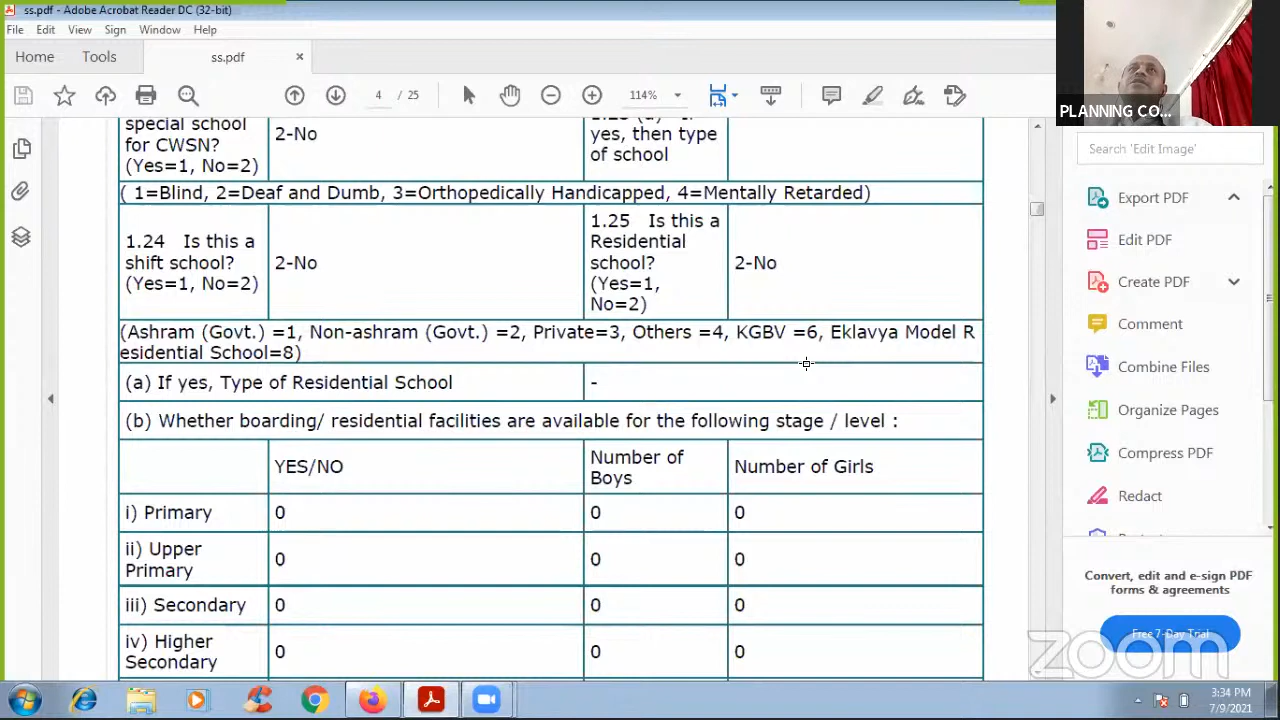 ss.pdf - Adobe Acrobat Reader DC (32-bit)
File Edit View Sign Window Help
Home Tools ss.pdf ×
4 / 25 114%
PLANNING CO...
special school
for CWSN?
(Yes=1, No=2)
2-No
yes, then type
of school
( 1=Blind, 2=Deaf and Dumb, 3=Orthopedically Handicapped, 4=Mentally Retarded)
1.24 Is this a
shift school?
(Yes=1, No=2)
2-No
1.25 Is this a
Residential
school?
(Yes=1,
No=2)
2-No
(Ashram (Govt.) =1, Non-ashram (Govt.) =2, Private=3, Others =4, KGBV =6, Eklavya Model R
esidential School=8)
(a) If yes, Type of Residential School -
(b) Whether boarding/ residential facilities are available for the following stage / level :
YES/NO
Number of
Boys
Number of Girls
i) Primary 0 0 0
ii) Upper
Primary
0 0 0
iii) Secondary 0 0 0
iv) Higher
Secondary
0 0 0
Search 'Edit Image'
Export PDF
Edit PDF
Create PDF
Comment
Combine Files
Organize Pages
Compress PDF
Redact
Convert, edit and e-sign PDF
forms & agreements
Free 7-Day Trial
zoom
3:34 PM
7/9/2021